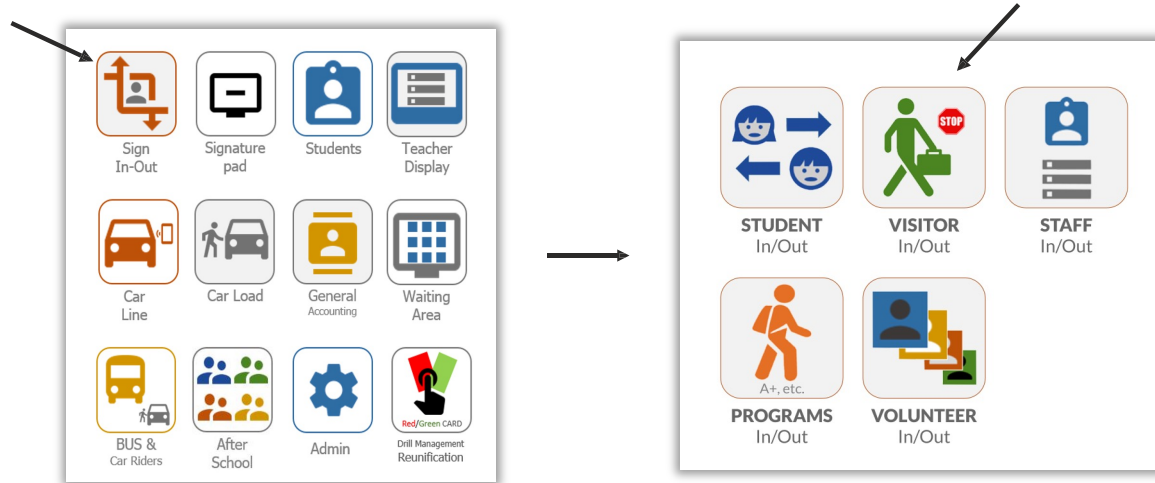 Sign
In-Out
Signature
pad
Students
Teacher
Display
Car
Line
Car Load
General
Accounting
Waiting
Area
BUS &
Car Riders
After
School
Admin
Red/Green CARD
Drill Management
Reunification
STOP
STUDENT
In/Out
VISITOR
In/Out
STAFF
In/Out
A+, etc.
PROGRAMS
In/Out
VOLUNTEER
In/Out